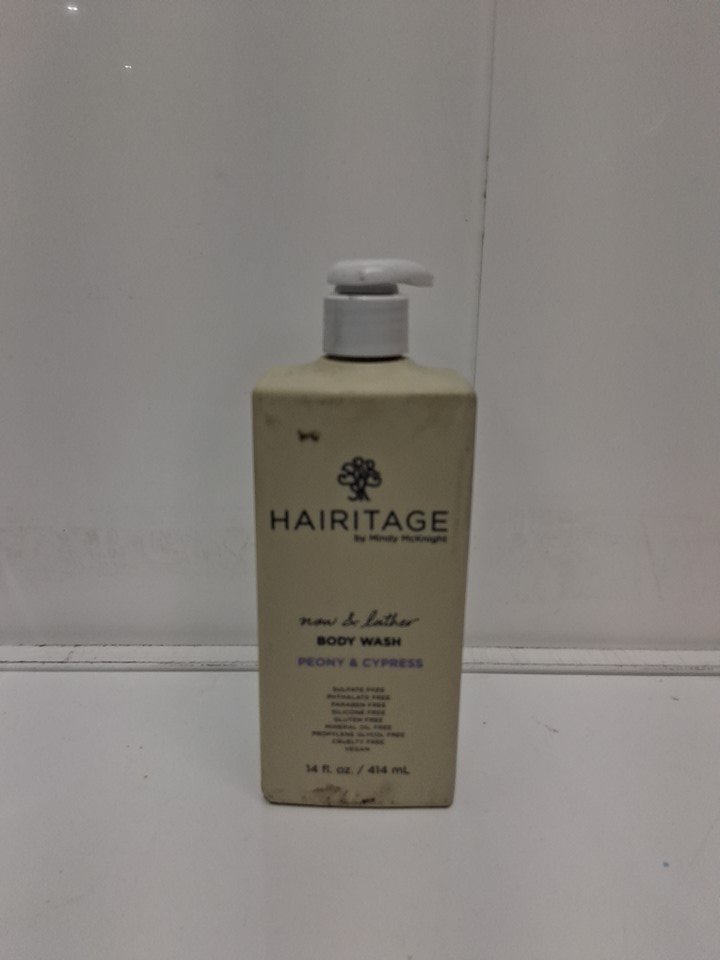 HAIRITAGE
by Mindy McKnight
now & lather
BODY WASH
PEONY & CYPRESS
SULFATE FREE
PHTHALATE FREE
PARABEN FREE
SILICONE FREE
GLUTEN FREE
MINERAL OIL FREE
PROPYLENE GLYCOL FREE
CRUELTY FREE
VEGAN
14 fl. oz. / 414 mL